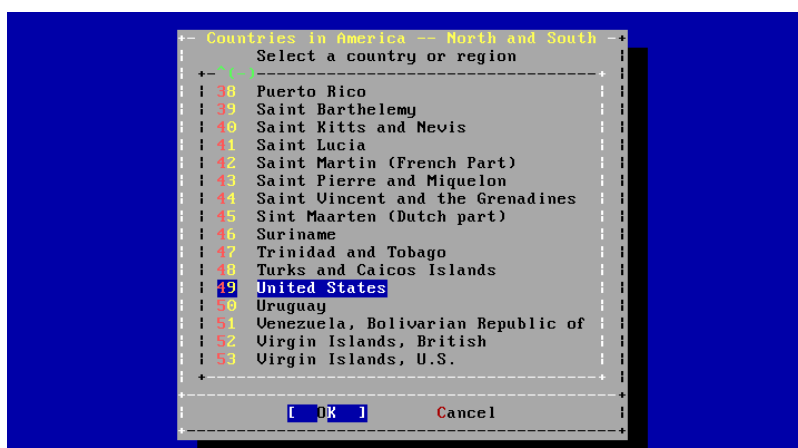 Countries in America -- North and South
Select a country or region
^(-)
38 Puerto Rico
39 Saint Barthelemy
40 Saint Kitts and Nevis
41 Saint Lucia
42 Saint Martin (French Part)
43 Saint Pierre and Miquelon
44 Saint Vincent and the Grenadines
45 Sint Maarten (Dutch part)
46 Suriname
47 Trinidad and Tobago
48 Turks and Caicos Islands
49 United States
50 Uruguay
51 Venezuela, Bolivarian Republic of
52 Virgin Islands, British
53 Virgin Islands, U.S.
[ OK ] Cancel